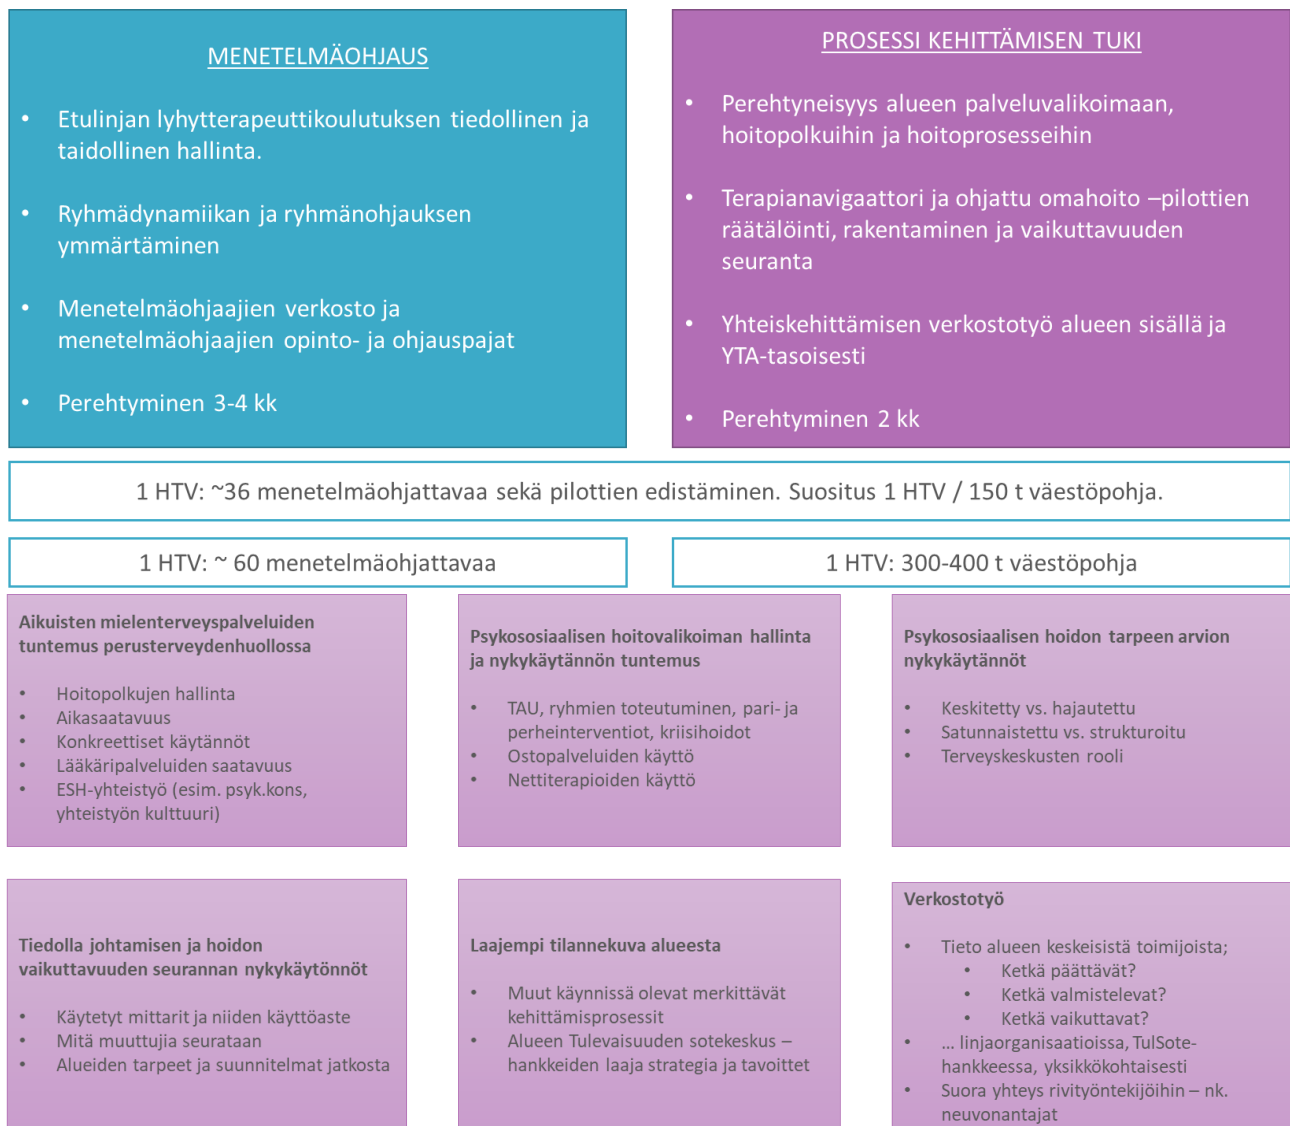 MENETELMÄOHJAUS
• Etulinjan lyhytterapeuttikoulutuksen tiedollinen ja
taidollinen hallinta.
• Ryhmädynamiikan ja ryhmänohjauksen
ymmärtäminen
• Menetelmäohjaajien verkosto ja
menetelmäohjaajien opinto- ja ohjauspajat
• Perehtyminen 3-4 kk
PROSESSI KEHITTÄMISEN TUKI
• Perehtyneisyys alueen palveluvalikoimaan,
hoitopolkuihin ja hoitoprosesseihin
• Terapianavigaattori ja ohjattu omahoito –pilottien
räätälöinti, rakentaminen ja vaikuttavuuden
seuranta
• Yhteiskehittämisen verkostotyö alueen sisällä ja
YTA-tasoisesti
• Perehtyminen 2 kk
1 HTV: ~36 menetelmäohjattavaa sekä pilottien edistäminen. Suositus 1 HTV / 150 t väestöpohja.
1 HTV: ~ 60 menetelmäohjattavaa
1 HTV: 300-400 t väestöpohja
Aikuisten mielenterveyspalveluiden
tuntemus perusterveydenhuollossa
• Hoitopolkujen hallinta
• Aikasaatavuus
• Konkreettiset käytännöt
• Lääkäripalveluiden saatavuus
• ESH-yhteistyö (esim. psyk.kons,
yhteistyön kulttuuri)
Psykososiaalisen hoitovalikoiman hallinta
ja nykykäytännön tuntemus
• TAU, ryhmien toteutuminen, pari- ja
perheinterventiot, kriisihoidot
• Ostopalveluiden käyttö
• Nettiterapioiden käyttö
Psykososiaalisen hoidon tarpeen arvion
nykykäytännöt
• Keskitetty vs. hajautettu
• Satunnaistettu vs. strukturoitu
• Terveyskeskusten rooli
Tiedolla johtamisen ja hoidon
vaikuttavuuden seurannan nykykäytönnöt
• Käytetyt mittarit ja niiden käyttöaste
• Mitä muuttujia seurataan
• Alueiden tarpeet ja suunnitelmat jatkosta
Laajempi tilannekuva alueesta
• Muut käynnissä olevat merkittävät
kehittämisprosessit
• Alueen Tulevaisuuden sotekeskus –
hankkeiden laaja strategia ja tavoittet
Verkostotyö
• Tieto alueen keskeisistä toimijoista;
• Ketkä päättävät?
• Ketkä valmistelevat?
• Ketkä vaikuttavat?
• ... linjaorganisaatioissa, TulSote-
hankkeessa, yksikkökohtaisesti
• Suora yhteys rivityöntekijöihin – nk.
neuvonantajat